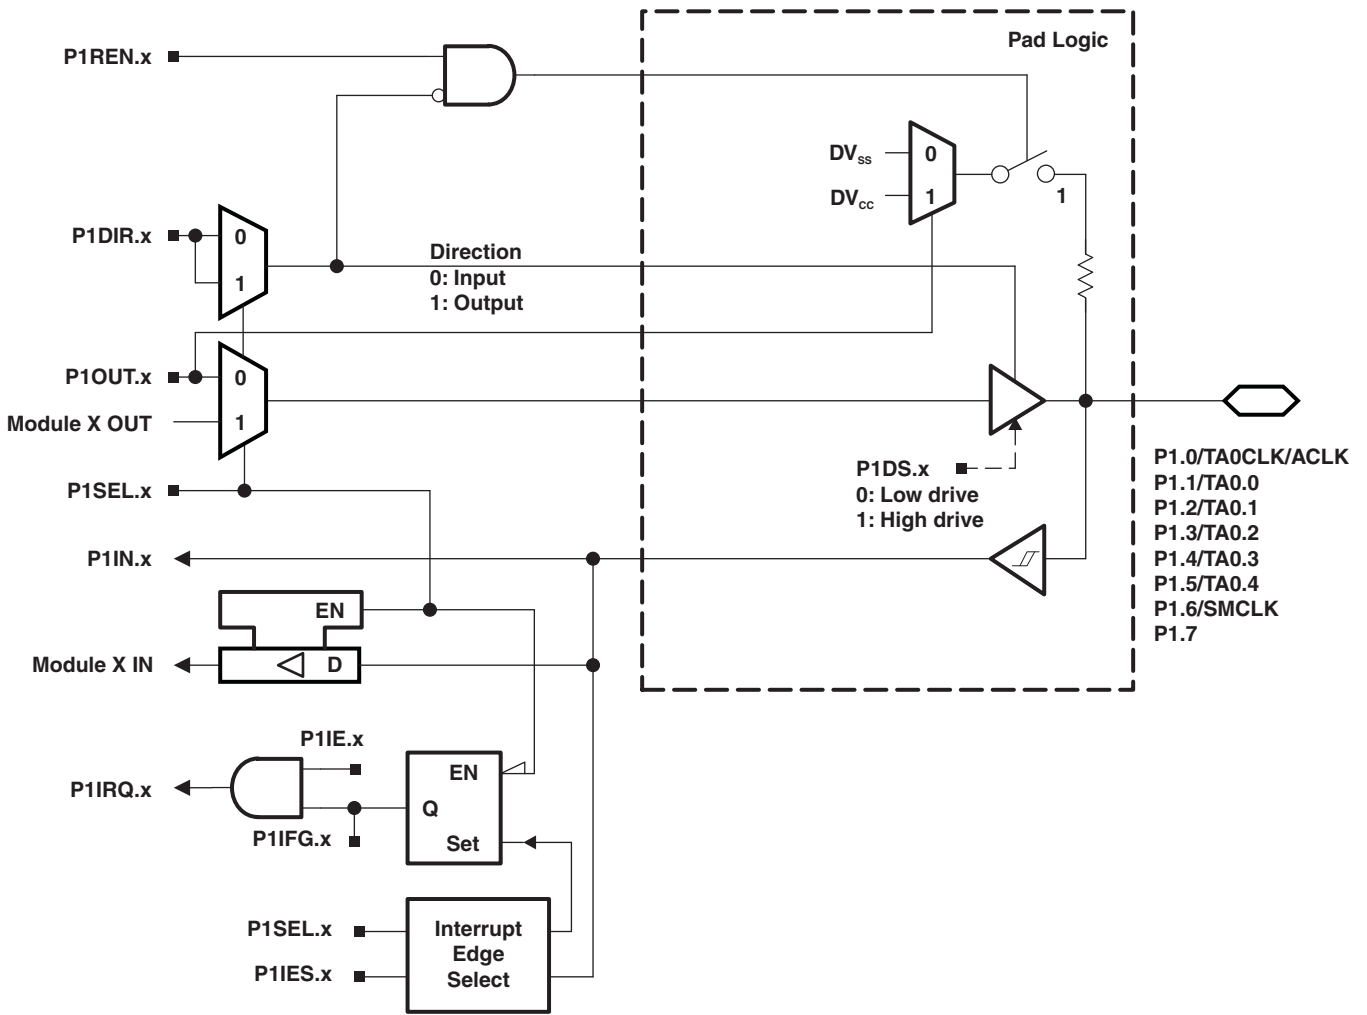 Pad Logic
P1REN.x
DVSS
0
DVCC
1
1
P1DIR.x
0
1
Direction
0: Input
1: Output
P1OUT.x
0
Module X OUT
1
P1SEL.x
P1DS.x
0: Low drive
1: High drive
P1.0/TA0CLK/ACLK
P1.1/TA0.0
P1.2/TA0.1
P1.3/TA0.2
P1.4/TA0.3
P1.5/TA0.4
P1.6/SMCLK
P1.7
P1IN.x
EN
Module X IN
D
P1IE.x
P1IRQ.x
EN
Q
P1IFG.x
Set
P1SEL.x
P1IES.x
Interrupt
Edge
Select